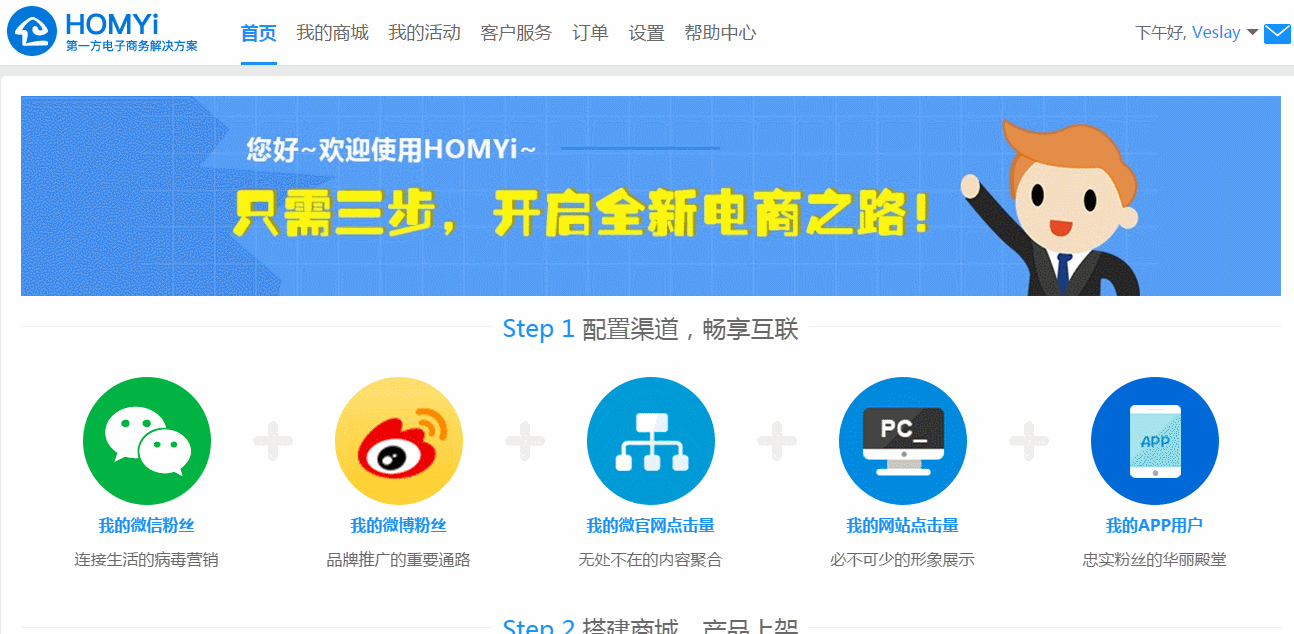 HOMYi
第一方电子商务解决方案
首页 我的商城 我的活动 客户服务 订单 设置 帮助中心
下午好, Veslay
您好~欢迎使用HOMYi~
只需三步，开启全新电商之路！
Step 1 配置渠道，畅享互联
PC_
APP
我的微信粉丝 我的微博粉丝 我的微官网点击量 我的网站点击量 我的APP用户
连接生活的病毒营销 品牌推广的重要通路 无处不在的内容聚合 必不可少的形象展示 忠实粉丝的华丽殿堂
Step 2 搭建商城，产品上架